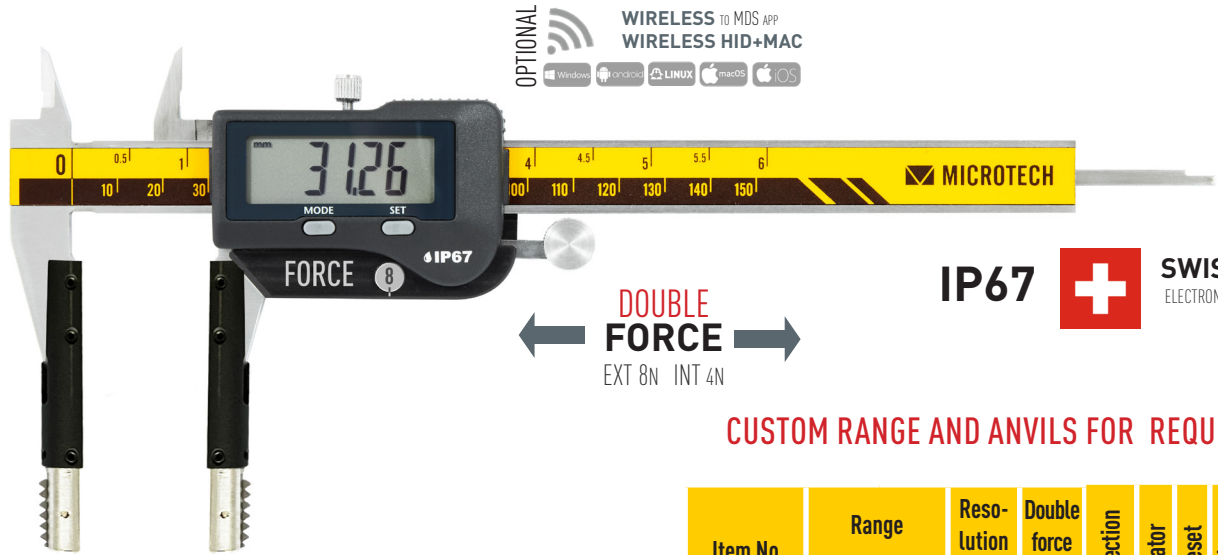 OPTIONAL
WIRELESS TO MDS APP
WIRELESS HID+MAC
Windows android LINUX macOS iOS
0 0.5 1 4 4.5 5 5.5 6
10 20 30 100 110 120 130 140 150
MICROTECH
mm
31.26
MODE SET
IP67
FORCE 8
IP67
DOUBLE
FORCE
EXT 8N INT 4N
CUSTOM RANGE AND ANVILS FOR
Item No
Range
Reso-
lution
Double
force